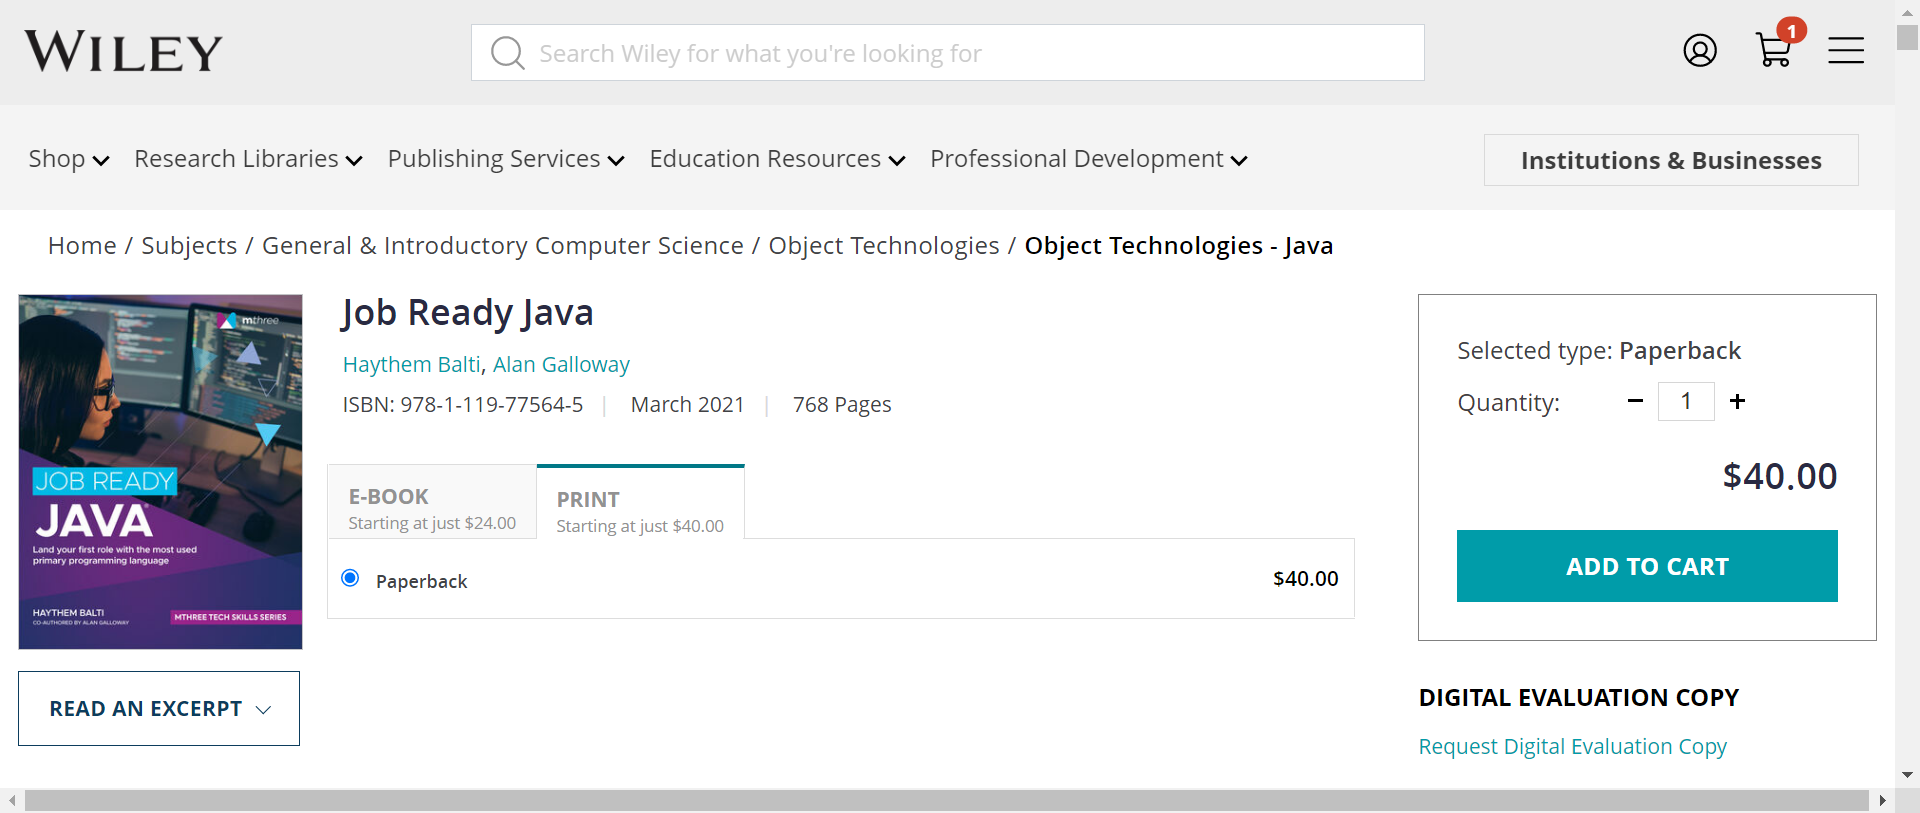 WILEY
Search Wiley for what you're looking for
1
Shop
Research Libraries
Publishing Services
Education Resources
Professional Development
Institutions & Businesses
Home / Subjects / General & Introductory Computer Science / Object Technologies / Object Technologies - Java
mthree
JOB READY
JAVA
Land your first role with the most used
primary programming language
HAYTHEM BALTI
CO-AUTHORED BY ALAN GALLOWAY
MTHREE TECH SKILLS SERIES
READ AN EXCERPT
Job Ready Java
Haythem Balti, Alan Galloway
ISBN: 978-1-119-77564-5 | March 2021 | 768 Pages
E-BOOK
Starting at just $24.00
PRINT
Starting at just $40.00
Paperback
$40.00
Selected type: Paperback
Quantity: − 1 +
$40.00
ADD TO CART
DIGITAL EVALUATION COPY
Request Digital Evaluation Copy